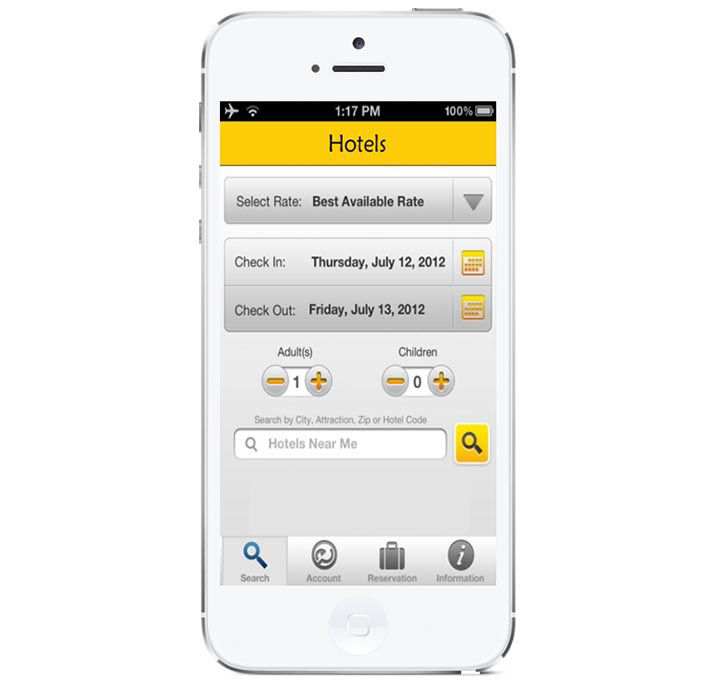 1:17 PM 100%
Hotels
Select Rate: Best Available Rate
Check In: Thursday, July 12, 2012
Check Out: Friday, July 13, 2012
Adult(s) Children
1 0
Search by City, Attraction, Zip or Hotel Code
Hotels Near Me
Search Account Reservation Information